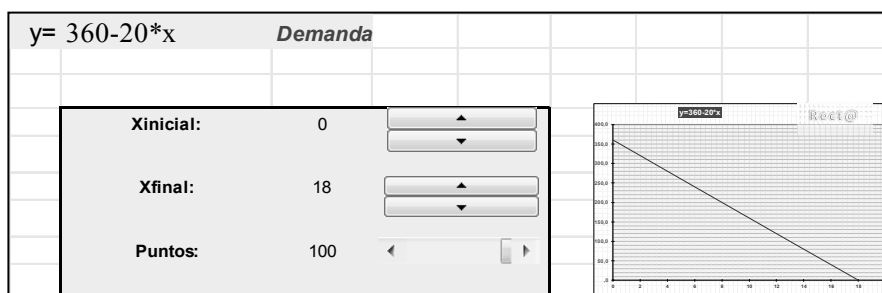 y= 360-20*x Demanda
Xinicial: 0
Xfinal: 18
Puntos: 100
y=360-20*x
Rect@
400,0
350,0
300,0
250,0
200,0
150,0
100,0
50,0
,0
0 2 4 6 8 10 12 14 16 18